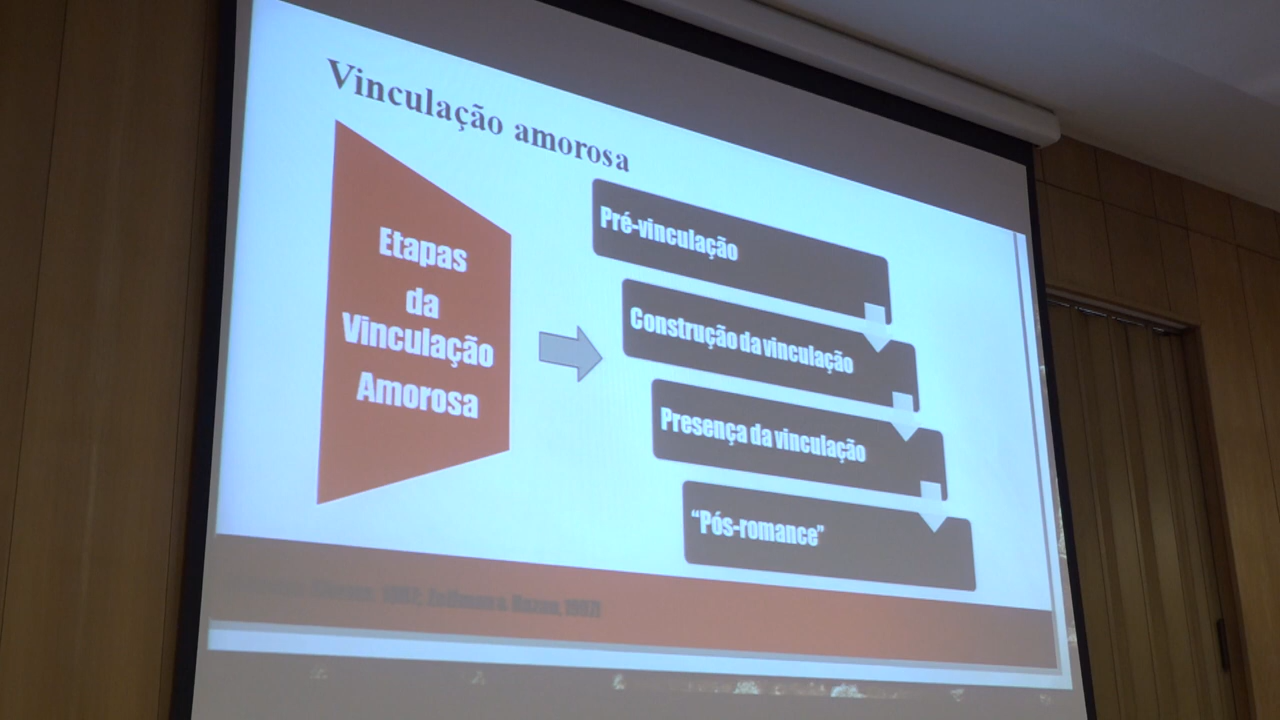 Vinculação amorosa
Etapas
da
Vinculação
Amorosa
Pré-vinculação
Construção da vinculação
Presença da vinculação
“Pós-romance”